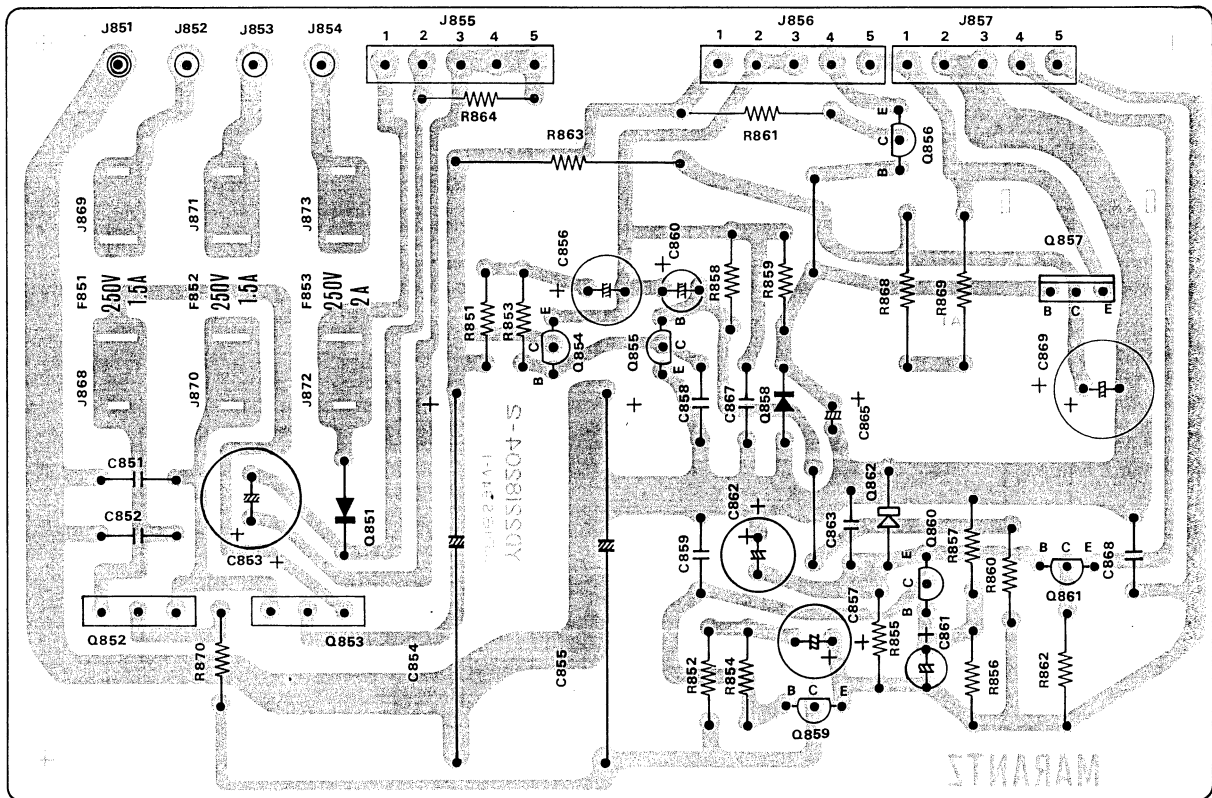 J851 J852 J853 J854 J855 J856 J857
1 2 3 4 5 1 2 3 4 5 1 2 3 4 5
R864
R863
R861
E C B Q856
J869 J871 J873
C856 + C860 + R858 R859 R868 R869
Q857
B C E
F851 250V 1.5A F852 250V 1.5A F853 250V 2A
R851 R853 E C B Q854 Q855 B C E
C869 + +
J868 J870 J872
+ + C858 C867 Q858 C865 +
YD2218204-S
C851
C852
C853 + +
Q851
Q862
C862 + + C863
C859
Q860 E C B
R857 R860
B C E
Q861
C868
Q852 Q853
R870
C854 C855
C857 + +
R855
C861 +
R852 R854
R856 R862
B C E
Q859
MARANTZ